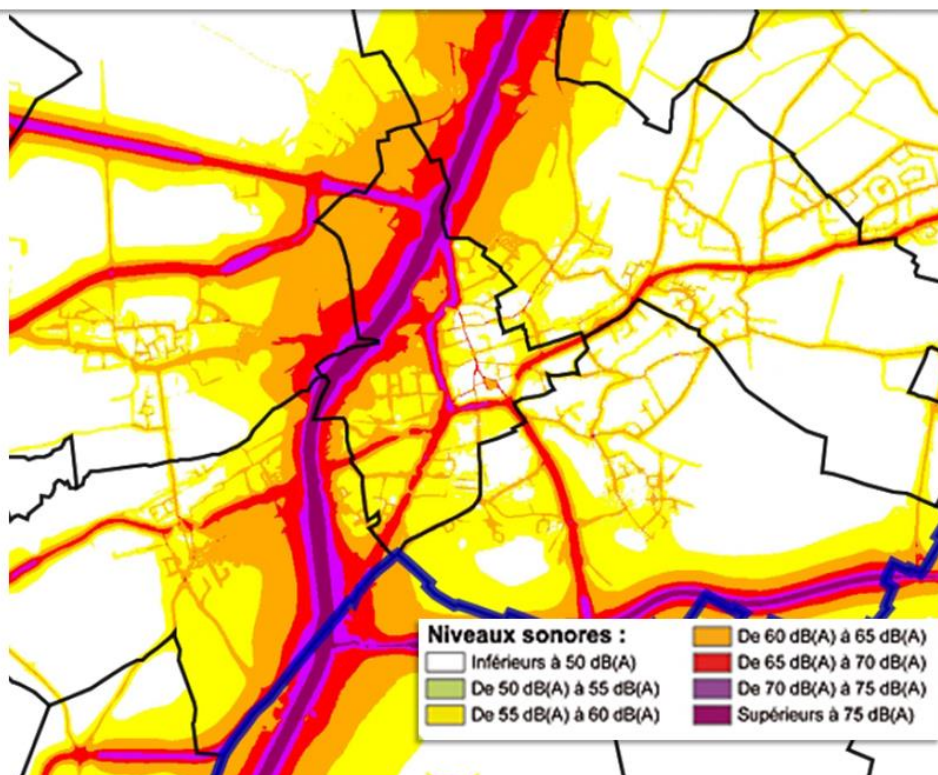 Niveaux sonores :
Inférieurs à 50 dB(A)
De 50 dB(A) à 55 dB(A)
De 55 dB(A) à 60 dB(A)
De 60 dB(A) à 65 dB(A)
De 65 dB(A) à 70 dB(A)
De 70 dB(A) à 75 dB(A)
Supérieurs à 75 dB(A)